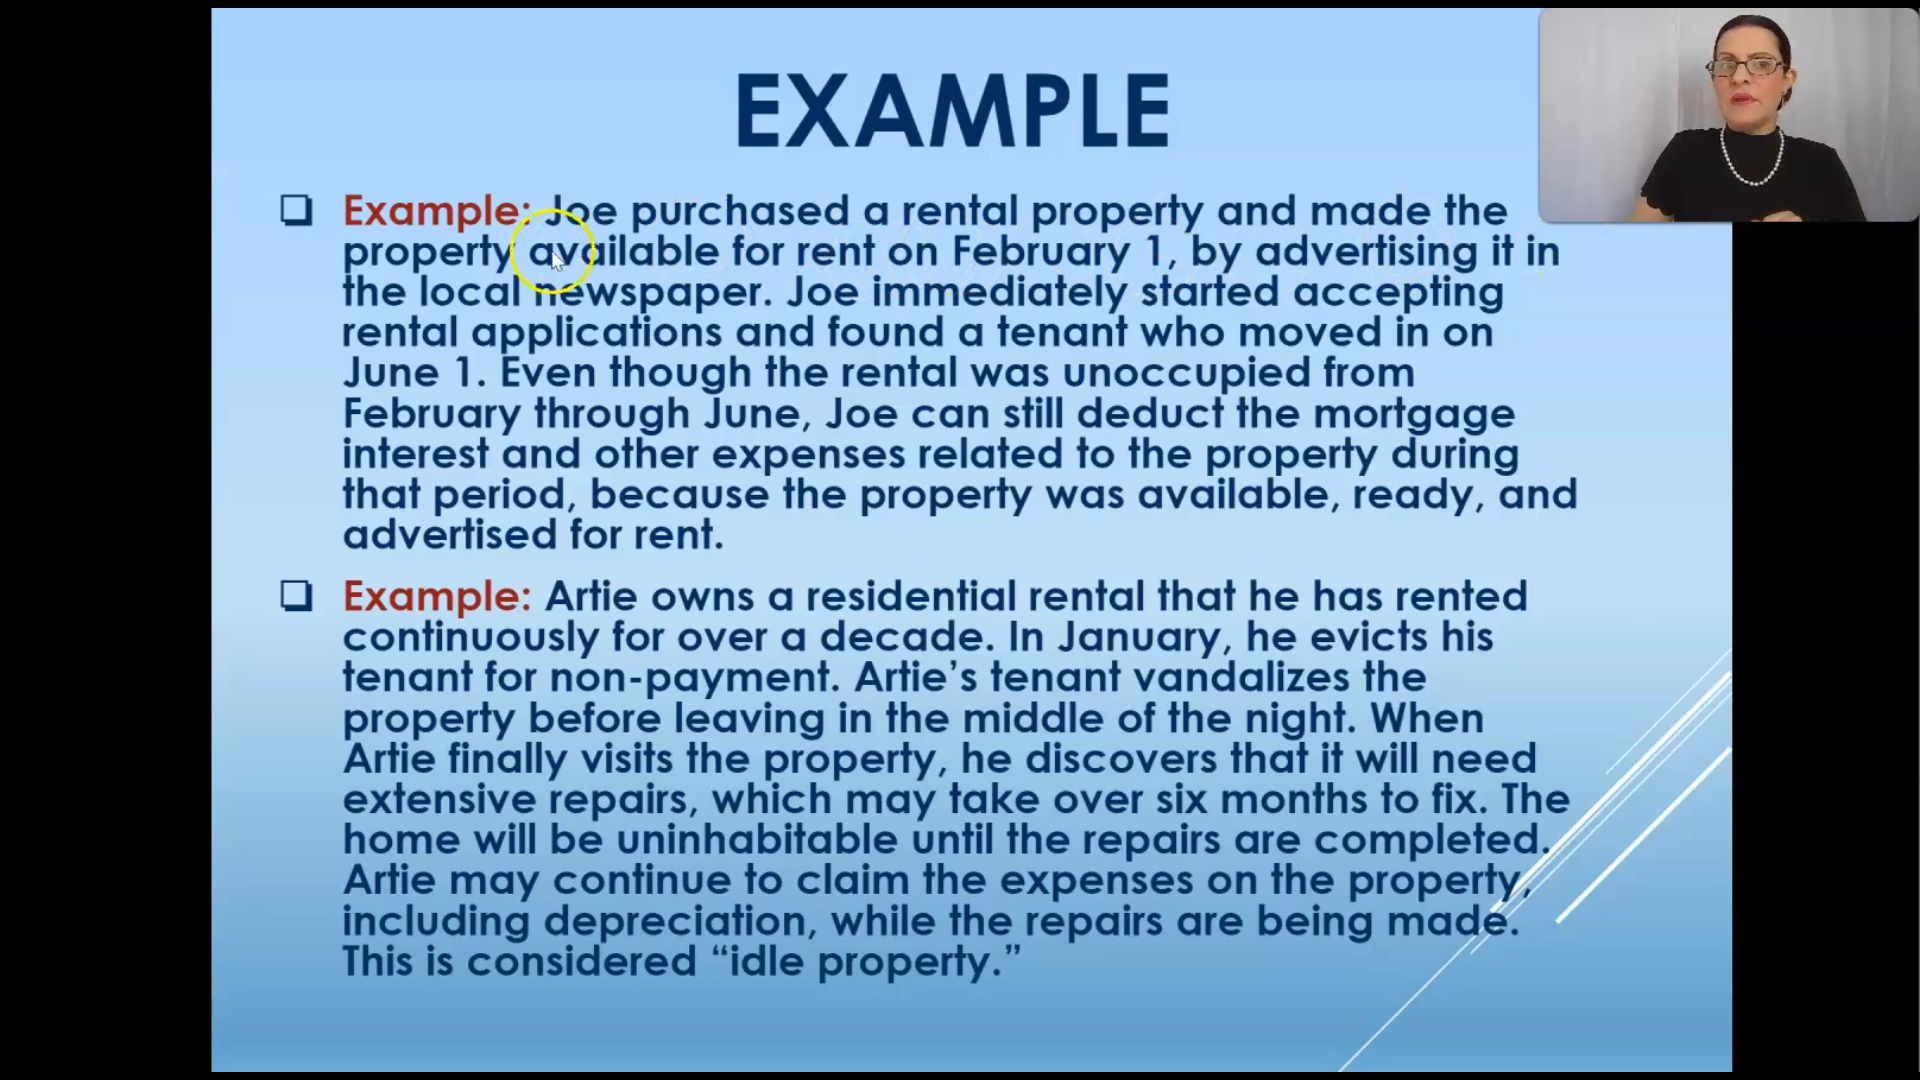 EXAMPLE
Example: Joe purchased a rental property and made the
property available for rent on February 1, by advertising it in
the local newspaper. Joe immediately started accepting
rental applications and found a tenant who moved in on
June 1. Even though the rental was unoccupied from
February through June, Joe can still deduct the mortgage
interest and other expenses related to the property during
that period, because the property was available, ready, and
advertised for rent.
Example: Artie owns a residential rental that he has rented
continuously for over a decade. In January, he evicts his
tenant for non-payment. Artie’s tenant vandalizes the
property before leaving in the middle of the night. When
Artie finally visits the property, he discovers that it will need
extensive repairs, which may take over six months to fix. The
home will be uninhabitable until the repairs are completed.
Artie may continue to claim the expenses on the property,
including depreciation, while the repairs are being made.
This is considered “idle property.”